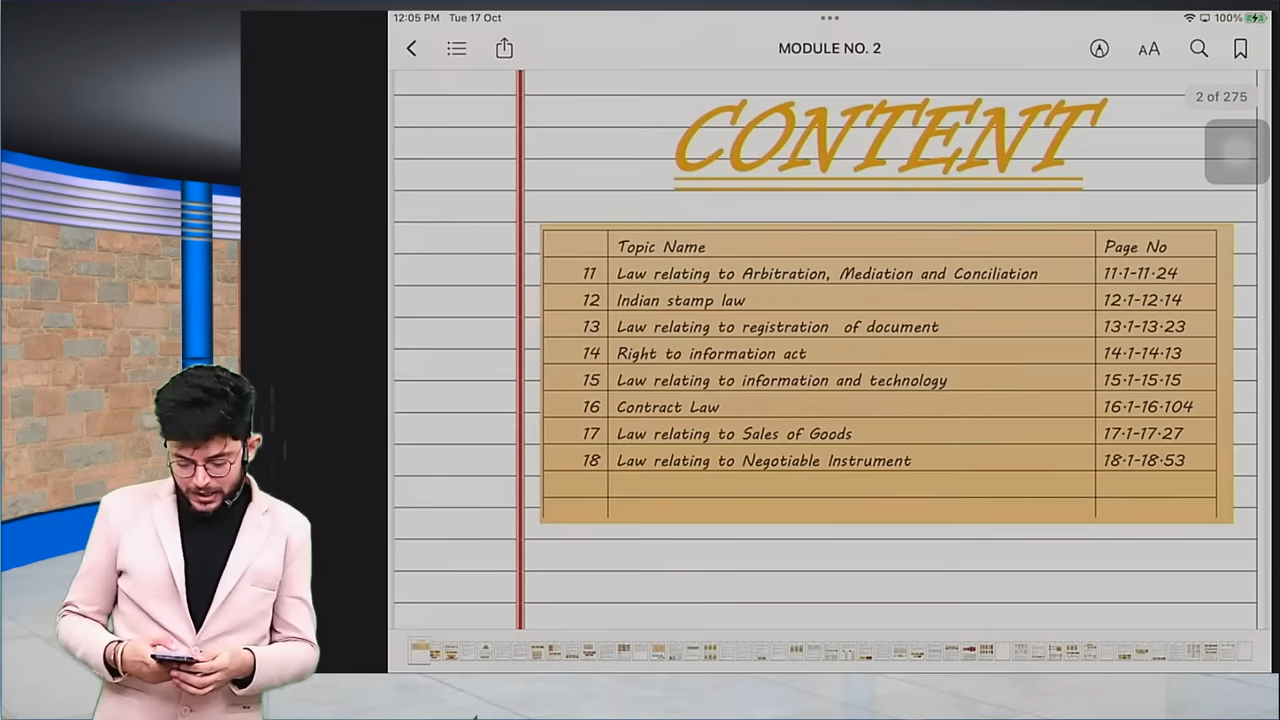 12:05 PM Tue 17 Oct
100%
MODULE NO. 2
AA
2 of 275
CONTENT
Topic Name Page No
11 Law relating to Arbitration, Mediation and Conciliation 11·1-11·24
12 Indian stamp law 12·1-12·14
13 Law relating to registration of document 13·1-13·23
14 Right to information act 14·1-14·13
15 Law relating to information and technology 15·1-15·15
16 Contract Law 16·1-16·104
17 Law relating to Sales of Goods 17·1-17·27
18 Law relating to Negotiable Instrument 18·1-18·53